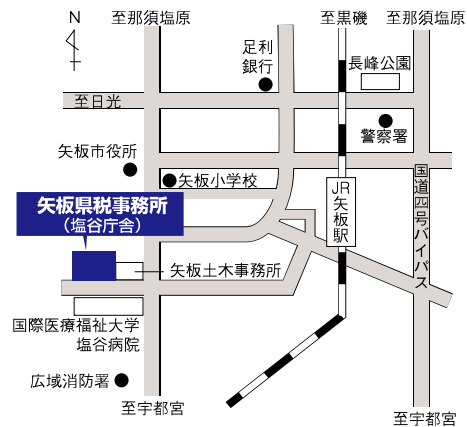 N
至那須塩原
至黒磯
至那須塩原
足利
銀行
長峰公園
至日光
警察署
矢板市役所
矢板小学校
国道四号バイパス
JR
矢板駅
矢板県税事務所
(塩谷庁舎)
矢板土木事務所
国際医療福祉大学
塩谷病院
広域消防署
至宇都宮
至宇都宮